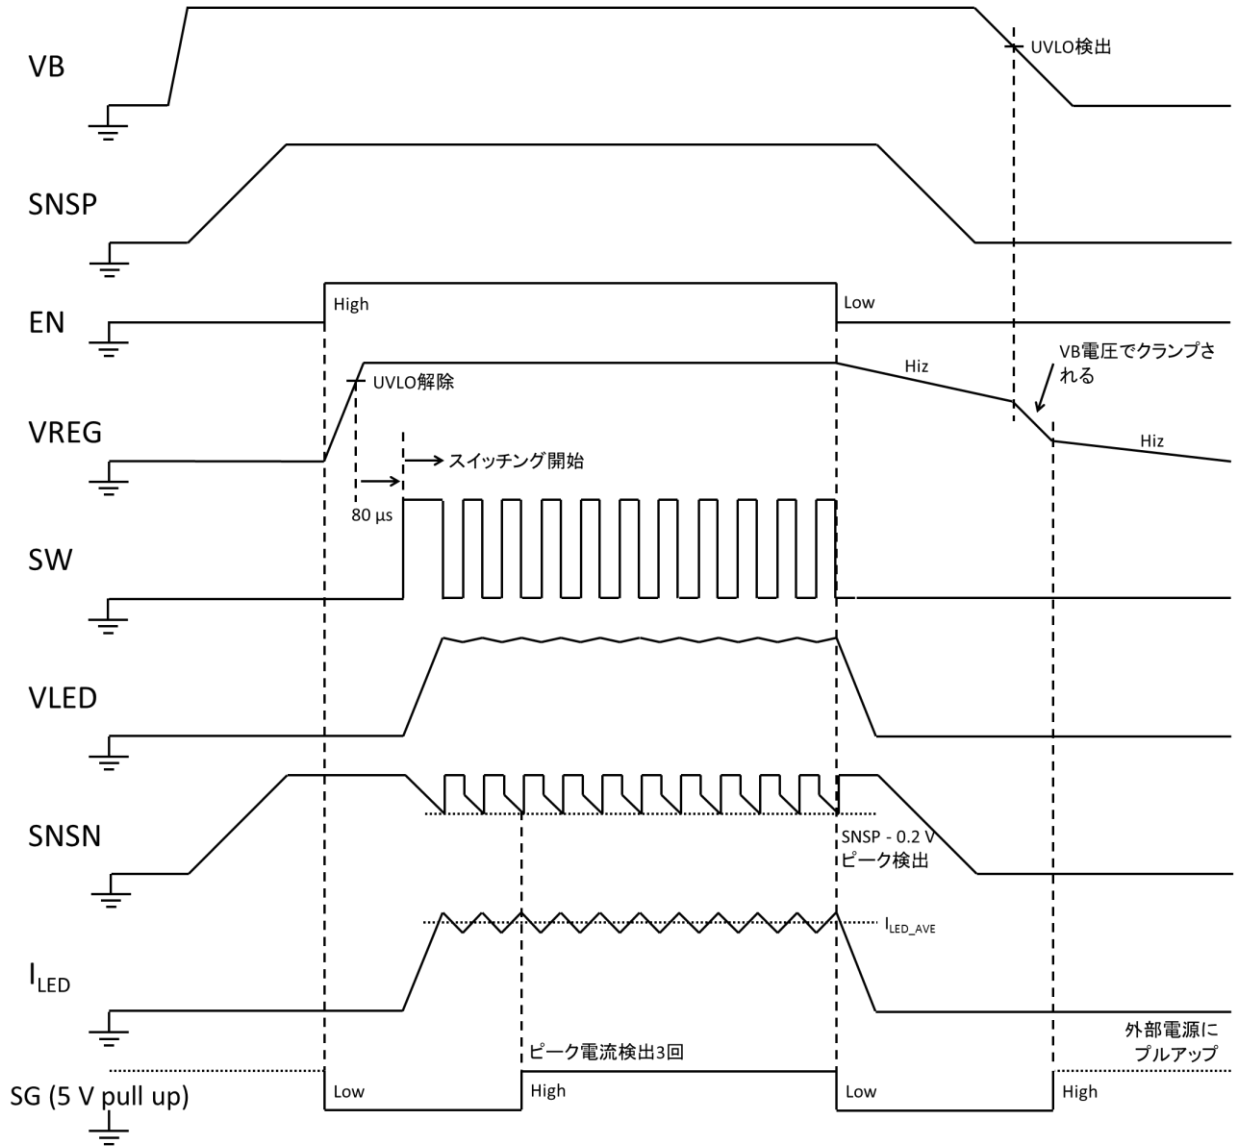 VB
UVLO検出
SNSP
EN
High
Low
VREG
UVLO解除
Hiz
VB電圧でクランプさ
れる
Hiz
スイッチング開始
80 μs
SW
VLED
SNSN
SNSP - 0.2 V
ピーク検出
ILED_AVE
ILED
外部電源に
プルアップ
ピーク電流検出3回
SG (5 V pull up)
Low
High
Low
High